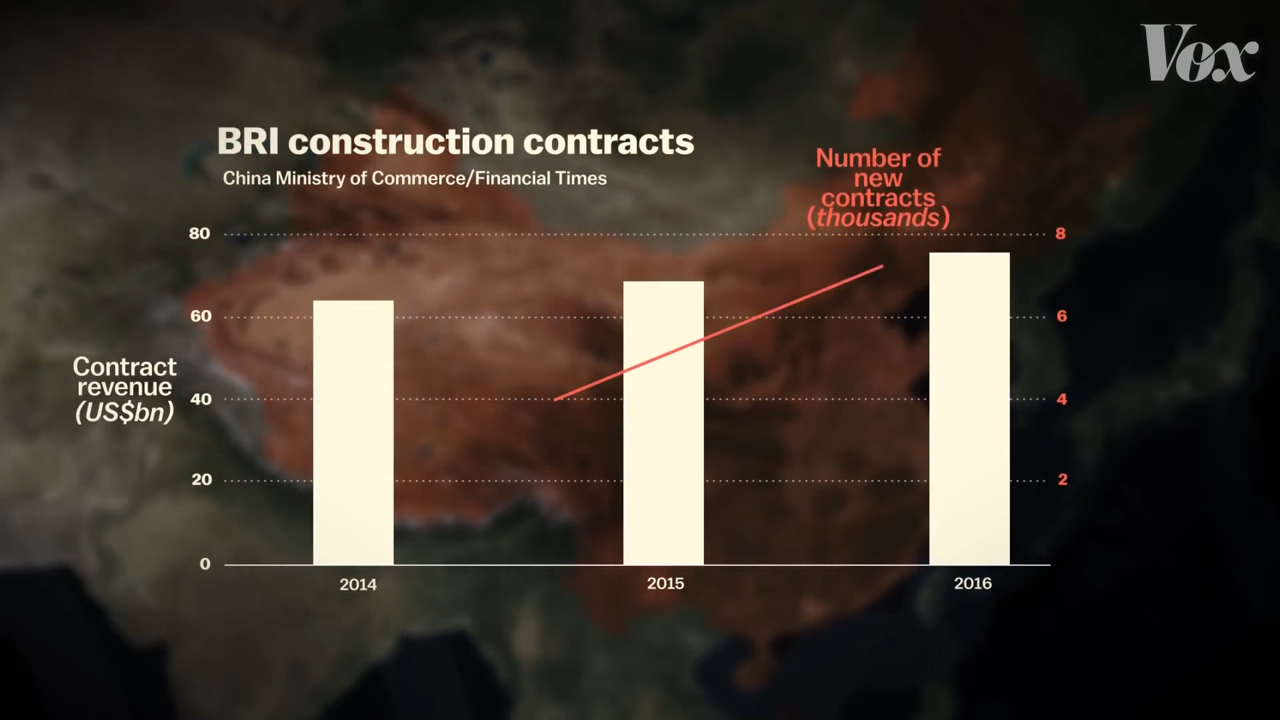 Vox
BRI construction contracts
China Ministry of Commerce/Financial Times
Number of
new
contracts
(thousands)
80
8
60
6
Contract
revenue
(US$bn)
40
4
20
2
0
2014
2015
2016